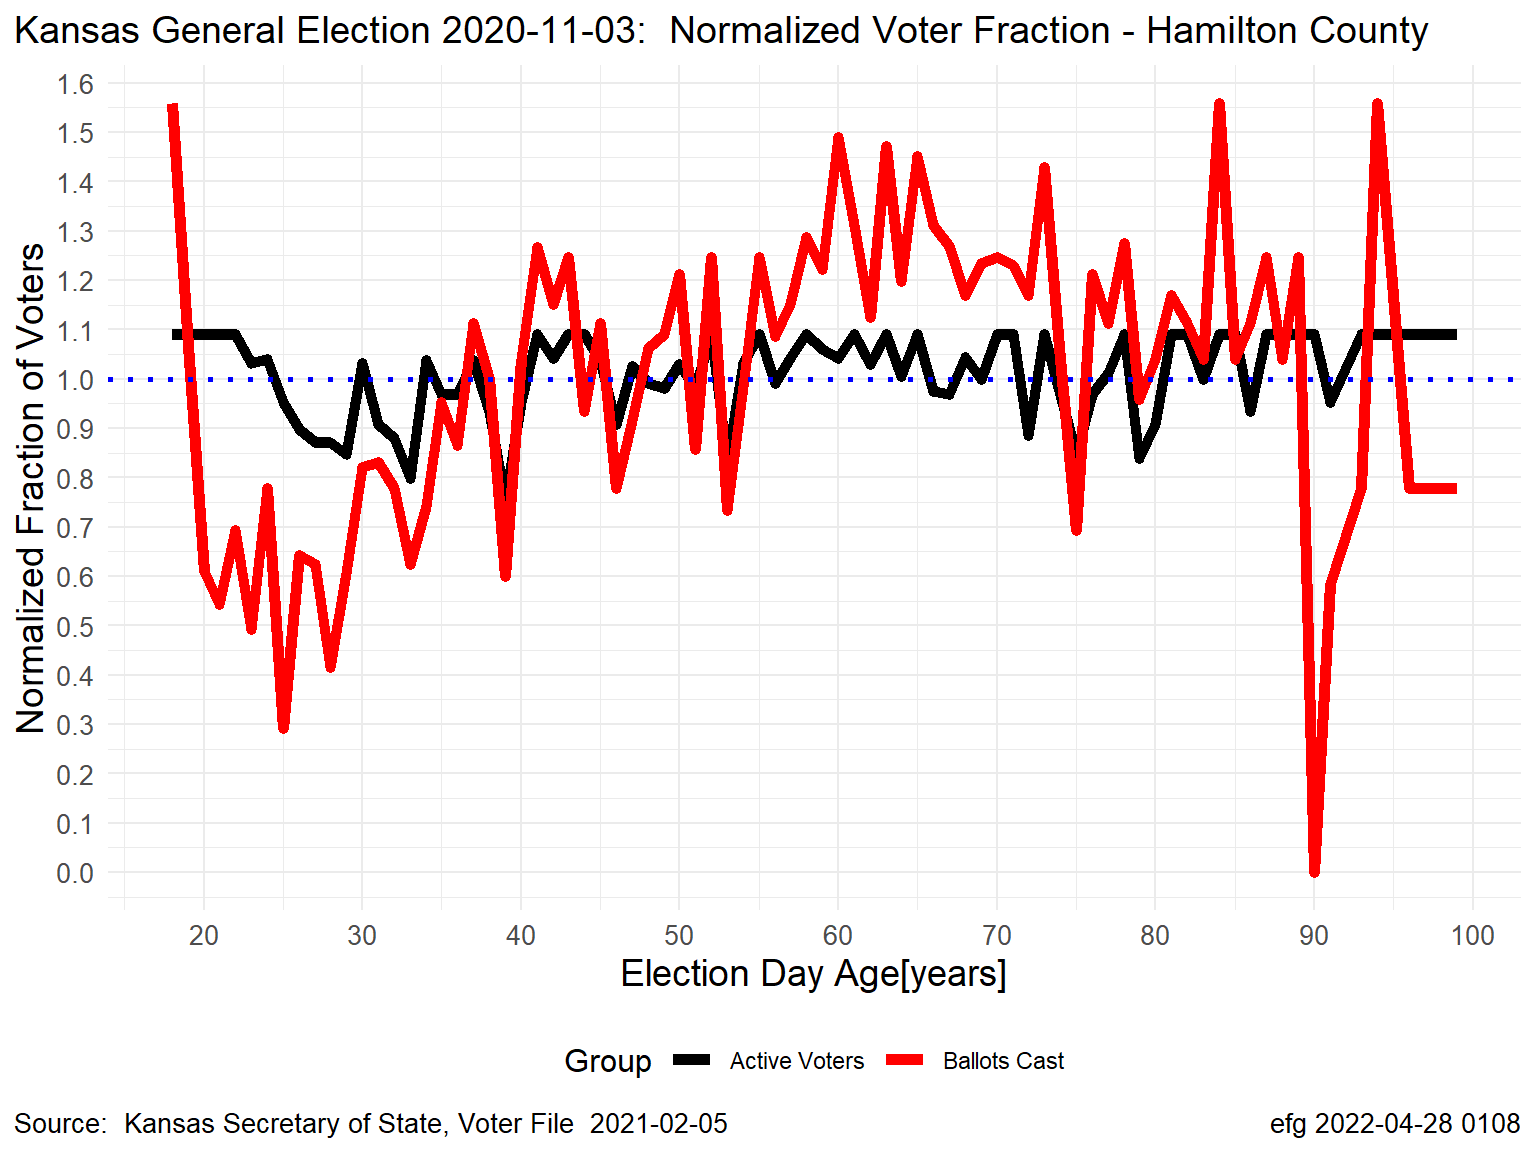 Kansas General Election 2020-11-03:  Normalized Voter Fraction - Hamilton County
Normalized Fraction of Voters
1.6
1.5
1.4
1.3
1.2
1.1
1.0
0.9
0.8
0.7
0.6
0.5
0.4
0.3
0.2
0.1
0.0
20 30 40 50 60 70 80 90 100
Election Day Age[years]
Group Active Voters Ballots Cast
Source:  Kansas Secretary of State, Voter File  2021-02-05
efg 2022-04-28 0108